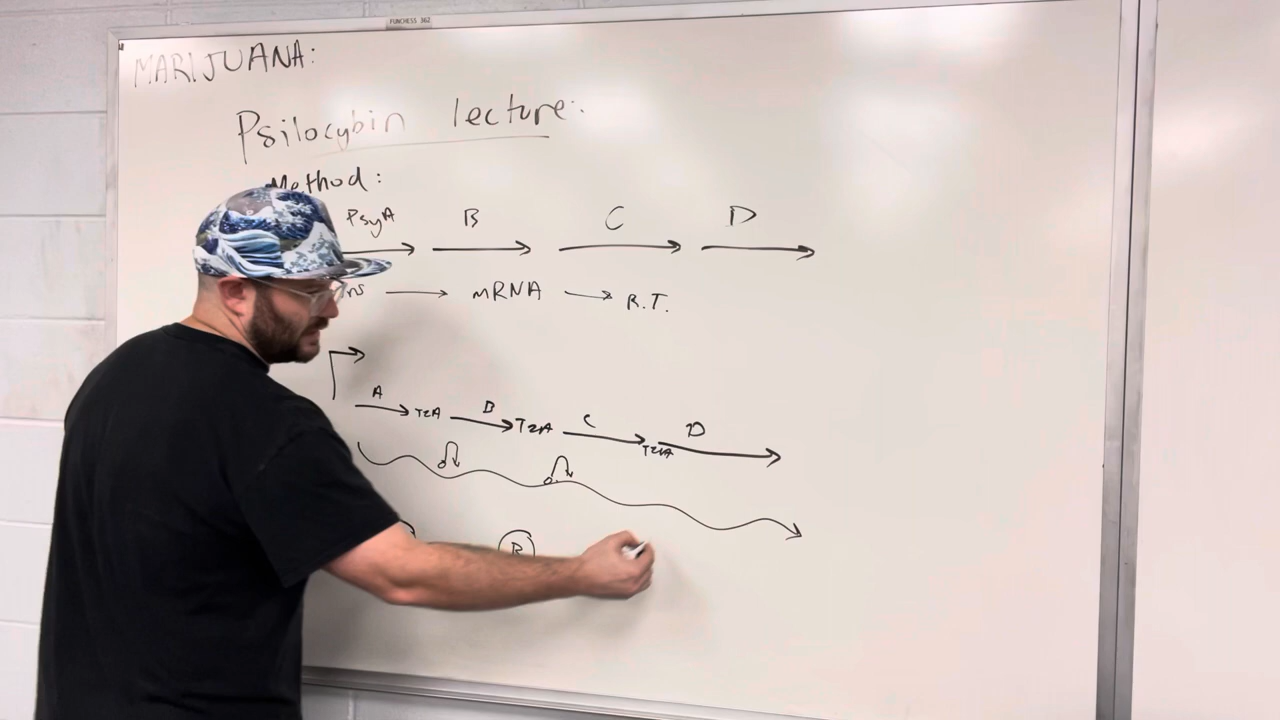 FUNCHESS 362
MARIJUANA:
Psilocybin lecture:
Method:
PsyA B C D
mRNA → R.T.
A T2A B T2A C T2A D
B